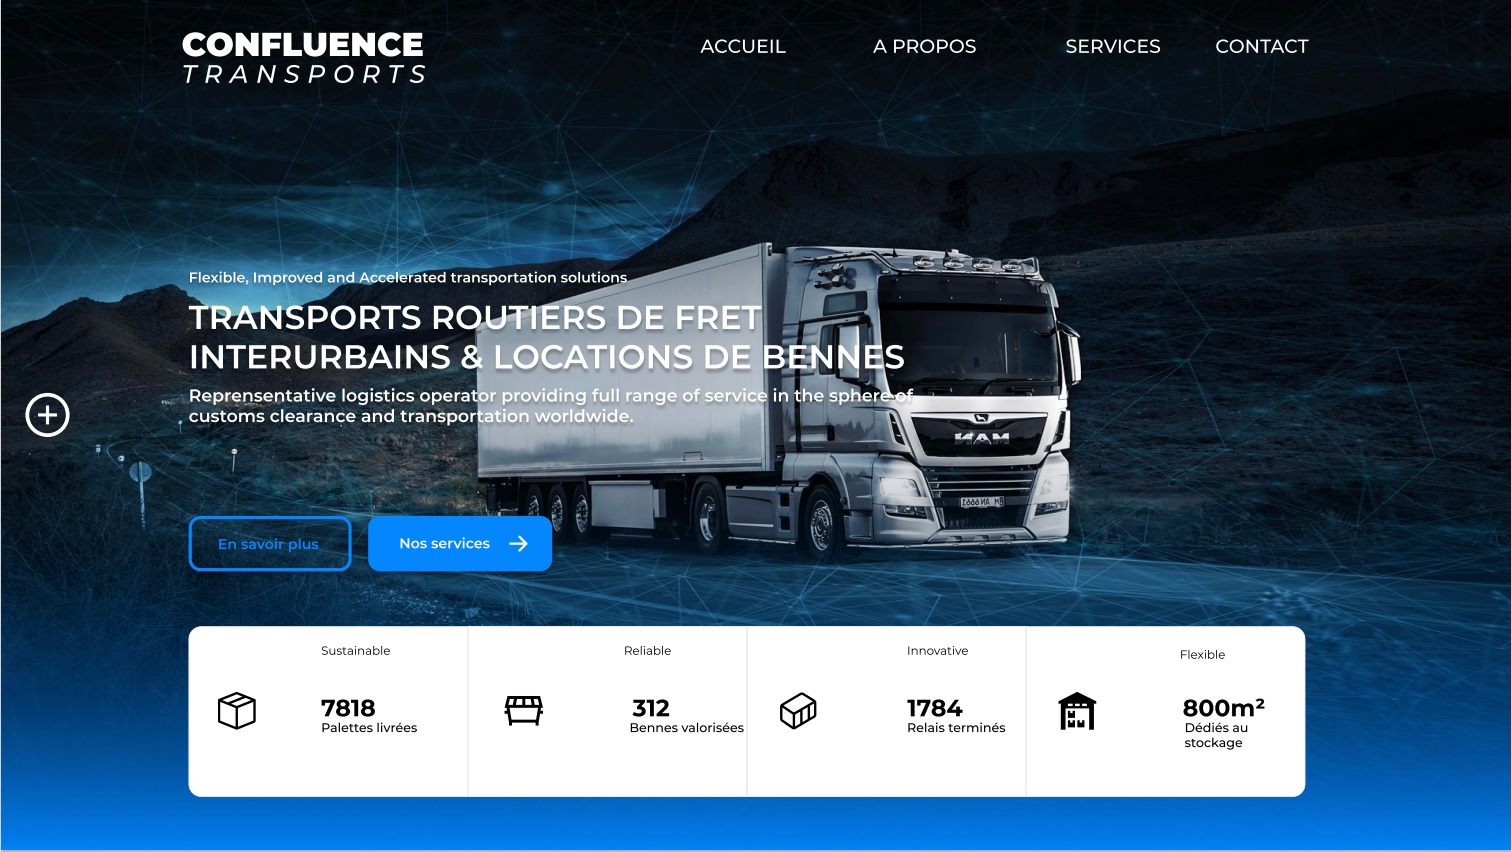 CONFLUENCE
TRANSPORTS
ACCUEIL
A PROPOS
SERVICES
CONTACT
Flexible, Improved and Accelerated transportation solutions
TRANSPORTS ROUTIERS DE FRET
INTERURBAINS & LOCATIONS DE BENNES
Reprensentative logistics operator providing full range of service in the sphere of
customs clearance and transportation worldwide.
MAN
En savoir plus
Nos services
Sustainable
7818
Palettes livrées
Reliable
312
Bennes valorisées
Innovative
1784
Relais terminés
Flexible
800m²
Dédiés au
stockage